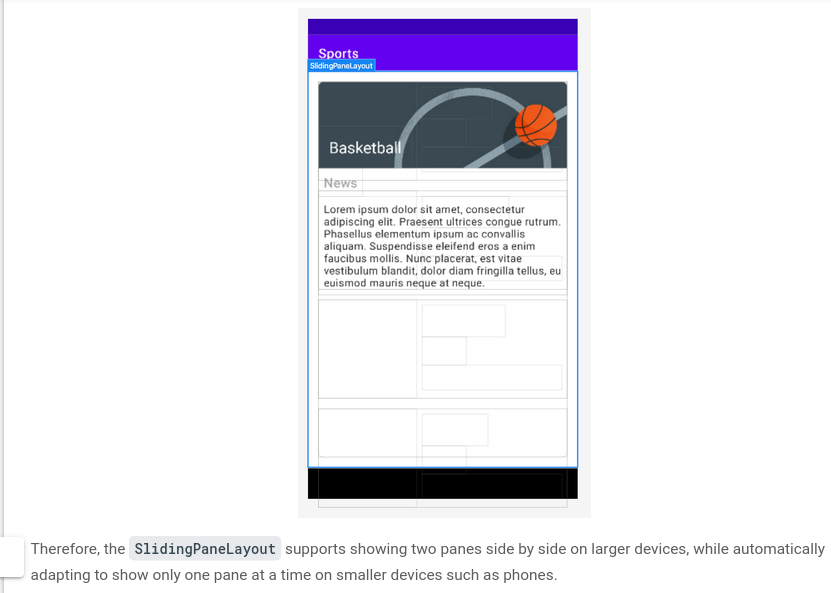 Sports
SlidingPaneLayout
Basketball
News
Lorem ipsum dolor sit amet, consectetur
adipiscing elit. Praesent ultrices congue rutrum.
Phasellus elementum ipsum ac convallis
aliquam. Suspendisse eleifend eros a enim
faucibus mollis. Nunc placerat, est vitae
vestibulum blandit, dolor diam fringilla tellus, eu
euismod mauris neque at neque.
Therefore, the SlidingPaneLayout supports showing two panes side by side on larger devices, while automatically
adapting to show only one pane at a time on smaller devices such as phones.